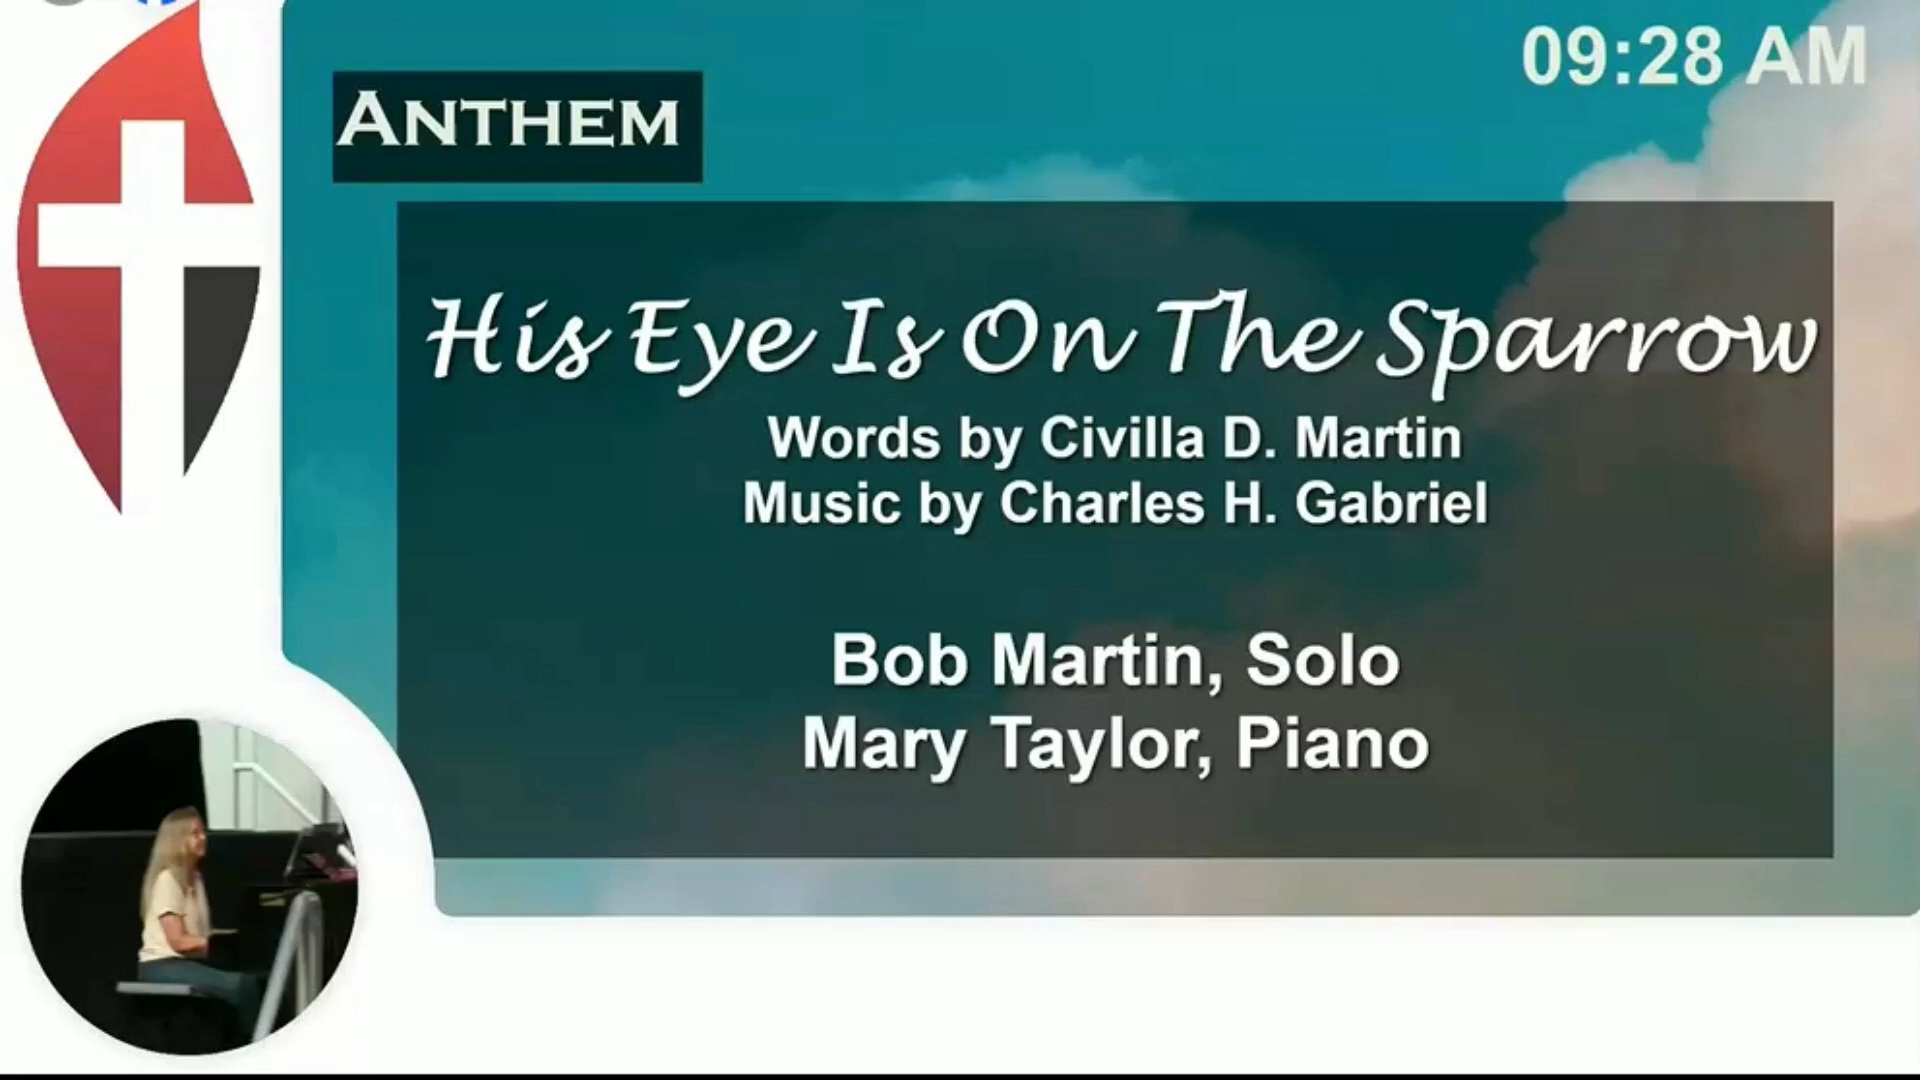 09:28 AM
ANTHEM
His Eye Is On The Sparrow
Words by Civilla D. Martin
Music by Charles H. Gabriel
Bob Martin, Solo
Mary Taylor, Piano